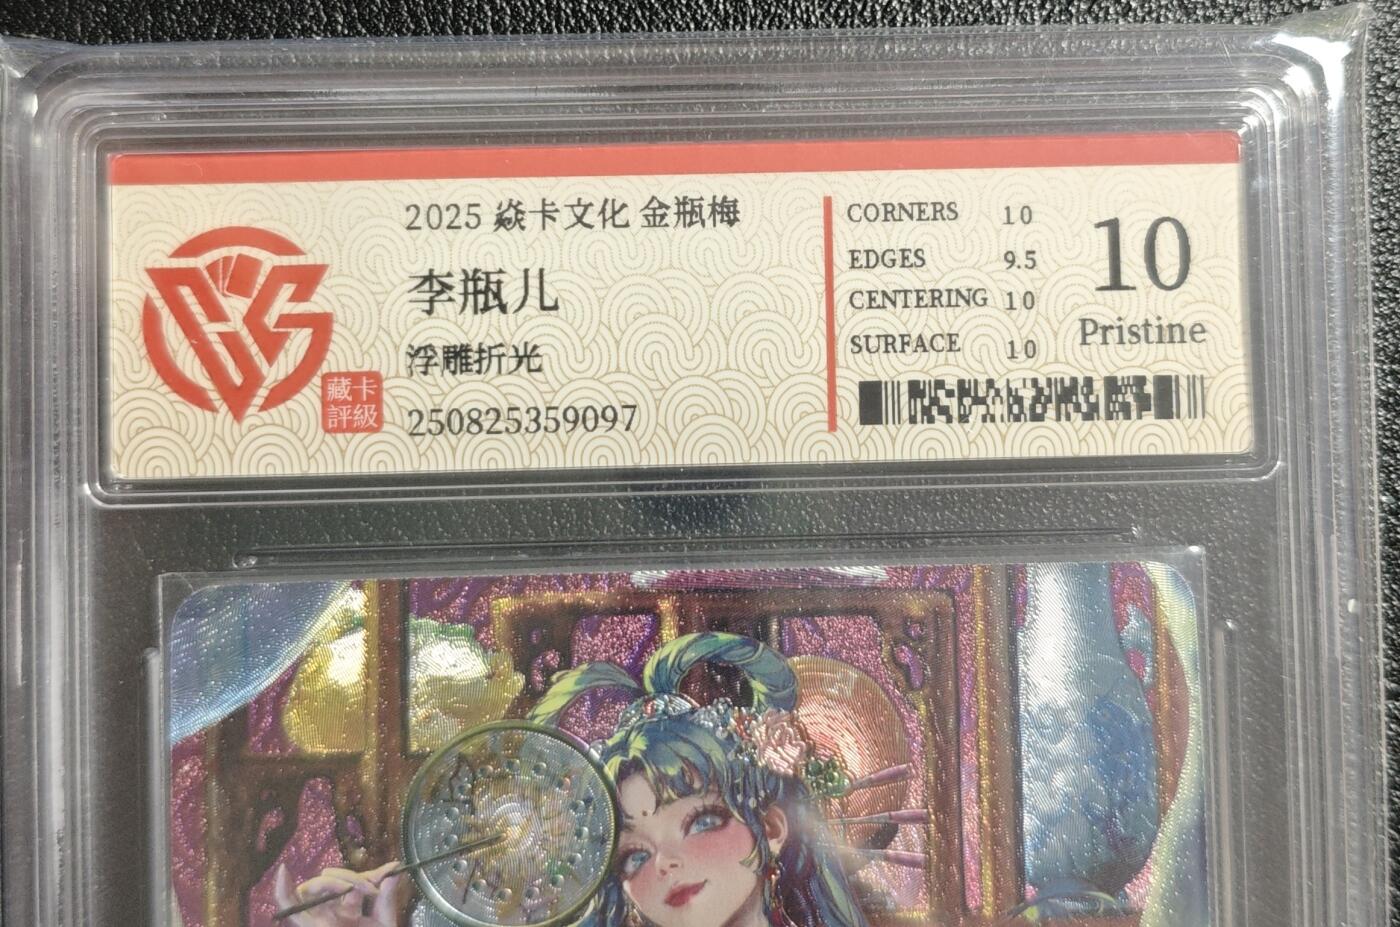 2025 焱卡文化 金瓶梅
李瓶儿
浮雕折光
250825359097
藏卡
評級
CORNERS 10
EDGES 9.5
CENTERING 10
SURFACE 10
10
Pristine